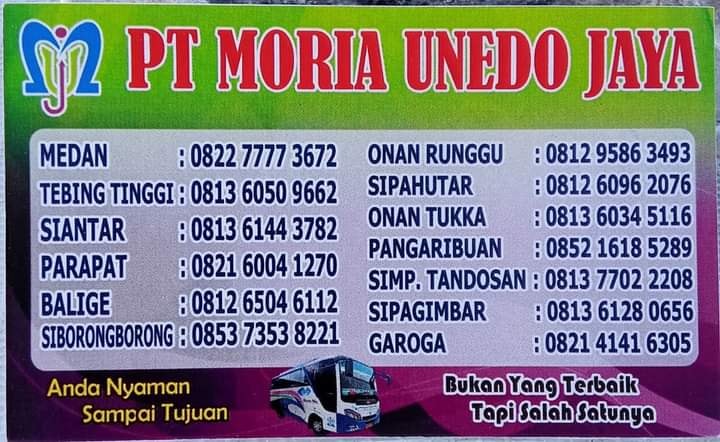 PT MORIA UNEDO JAYA
MEDAN : 0822 7777 3672
TEBING TINGGI : 0813 6050 9662
SIANTAR : 0813 6144 3782
PARAPAT : 0821 6004 1270
BALIGE : 0812 6504 6112
SIBORONGBORONG : 0853 7353 8221
ONAN RUNGGU : 0812 9586 3493
SIPAHUTAR : 0812 6096 2076
ONAN TUKKA : 0813 6034 5116
PANGARIBUAN : 0852 1618 5289
SIMP. TANDOSAN : 0813 7702 2208
SIPAGIMBAR : 0813 6128 0656
GAROGA : 0821 4141 6305
Anda Nyaman
Sampai Tujuan
Bukan Yang Terbaik
Tapi Salah Satunya